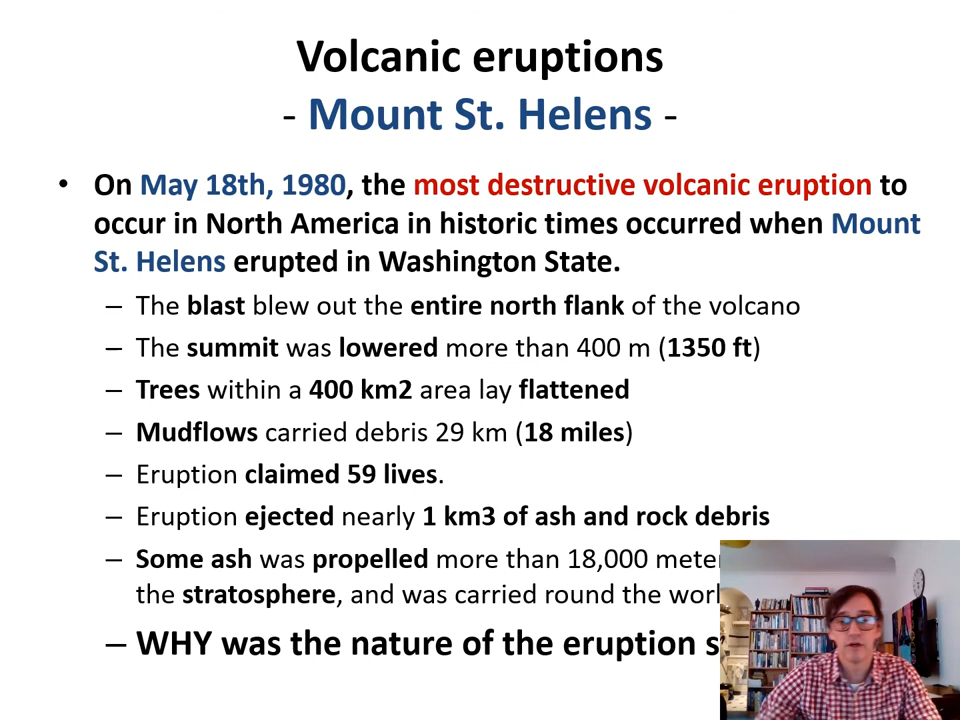 Volcanic eruptions
- Mount St. Helens -
• On May 18th, 1980, the most destructive volcanic eruption to
occur in North America in historic times occurred when Mount
St. Helens erupted in Washington State.
– The blast blew out the entire north flank of the volcano
– The summit was lowered more than 400 m (1350 ft)
– Trees within a 400 km2 area lay flattened
– Mudflows carried debris 29 km (18 miles)
– Eruption claimed 59 lives.
– Eruption ejected nearly 1 km3 of ash and rock debris
– Some ash was propelled more than 18,000
the stratosphere, and was carried round the
– WHY was the nature of the eruption